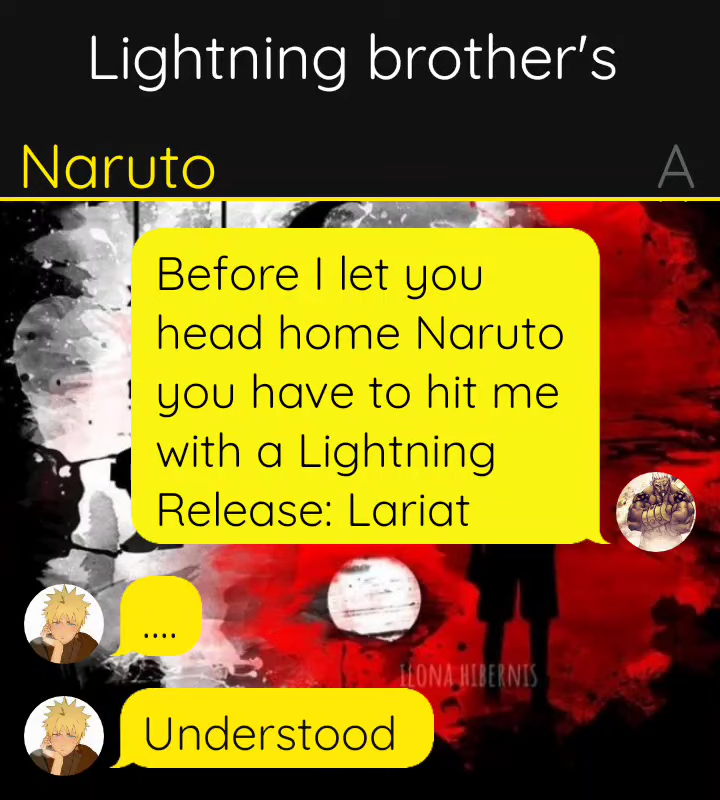 Lightning brother's
Naruto
A
Before I let you
head home Naruto
you have to hit me
with a Lightning
Release: Lariat
....
ILONA HIBERNIS
Understood